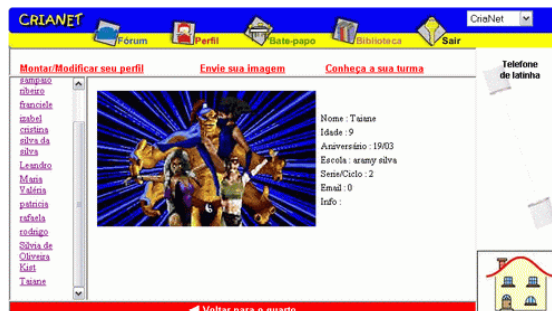 CRIANET
CriaNet
Fórum
Perfil
Bate-papo
Biblioteca
Sair
Montar/Modificar seu perfil
Envie sua imagem
Conheça a sua turma
Telefone
de latinha
sampaio
ribeiro
franciele
izabel
cristina
silva da
silva
Leandro
Maria
Valéria
patricia
rafaela
rodrigo
Silvia de
Oliveira
Kist
Taiane
Nome : Taiane
Idade : 9
Aniversário : 19/03
Escola : aramy silva
Serie/Ciclo : 2
Email : 0
Info :
Voltar para o quarto